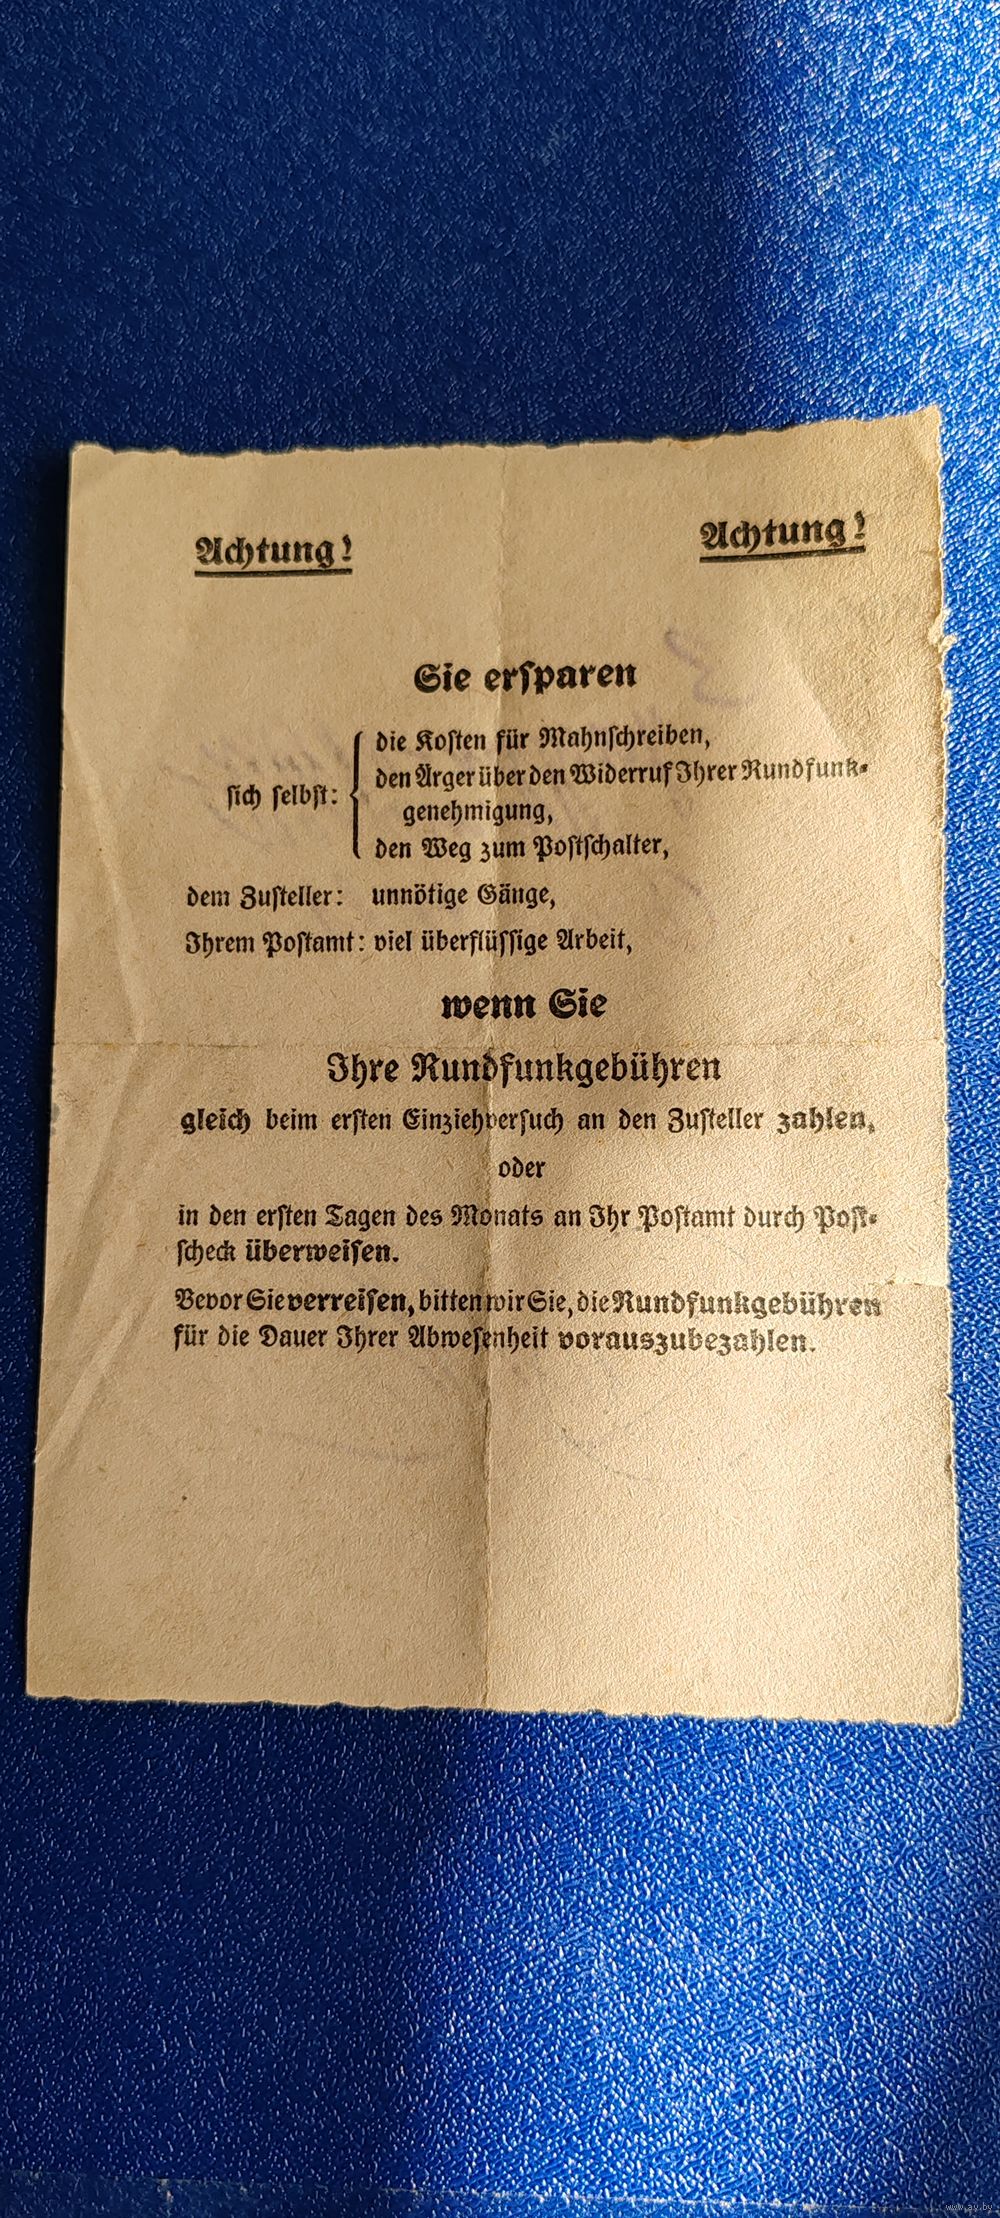 Achtung! Achtung!
Sie ersparen
sich selbst:
die Kosten für Mahnschreiben,
den Ärger über den Widerruf Ihrer Rundfunk-
genehmigung,
den Weg zum Postschalter,
dem Zusteller: unnötige Gänge,
Ihrem Postamt: viel überflüssige Arbeit,
wenn Sie
Ihre Rundfunkgebühren
gleich beim ersten Einziehversuch an den Zusteller zahlen,
oder
in den ersten Tagen des Monats an Ihr Postamt durch Post-
scheck überweisen.
Bevor Sie verreisen, bitten wir Sie, die Rundfunkgebühren
für die Dauer Ihrer Abwesenheit vorauszubezahlen.
www.ay.by